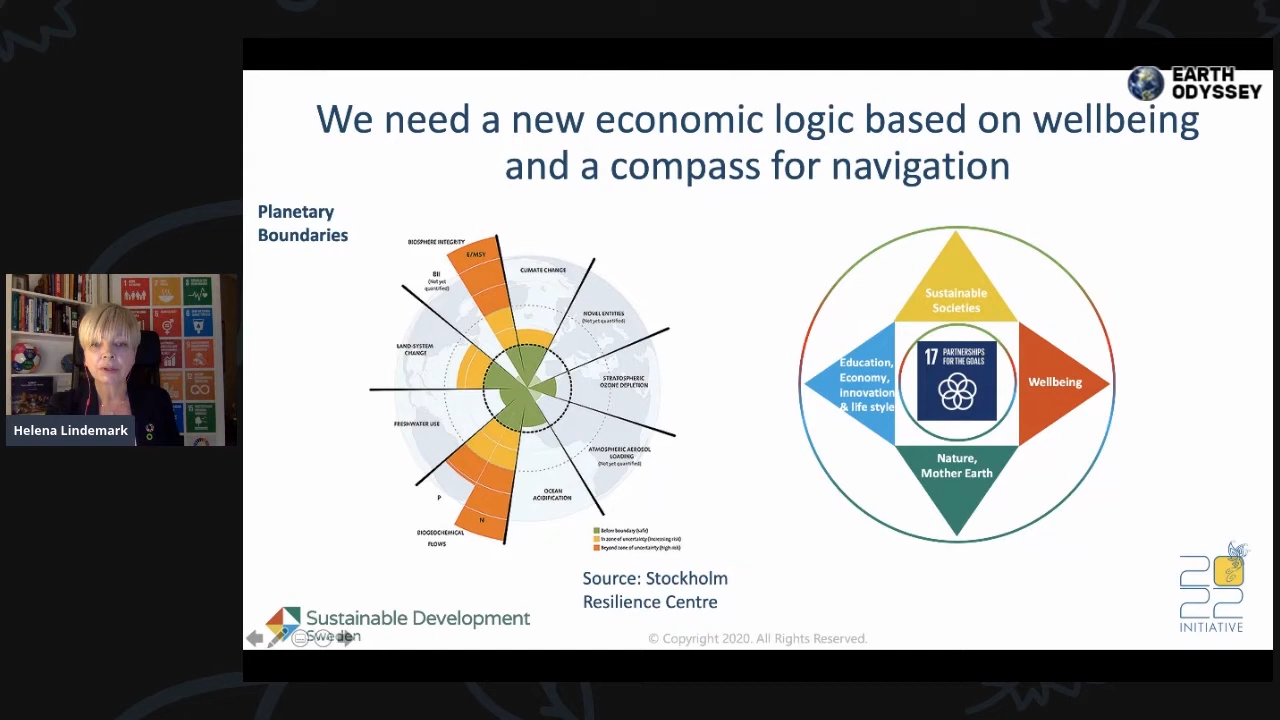 EARTH
ODYSSEY
We need a new economic logic based on wellbeing
and a compass for navigation
Planetary
Boundaries
BIOSPHERE INTEGRITY
E/MSY
BII
(Not yet
quantified)
CLIMATE CHANGE
NOVEL ENTITIES
(Not yet quantified)
LAND-SYSTEM
CHANGE
STRATOSPHERIC
OZONE DEPLETION
FRESHWATER USE
ATMOSPHERIC AEROSOL
LOADING
(Not yet quantified)
P
N
OCEAN
ACIDIFICATION
BIOGEOCHEMICAL
FLOWS
Below boundary (safe)
In zone of uncertainty (increasing risk)
Beyond zone of uncertainty (high risk)
Source: Stockholm
Resilience Centre
Sustainable
Societies
Education,
Economy,
innovation
& life style
17 PARTNERSHIPS
FOR THE GOALS
Wellbeing
Nature,
Mother Earth
Helena Lindemark
Sustainable Development
Sweden
© Copyright 2020. All Rights Reserved.
2022
INITIATIVE